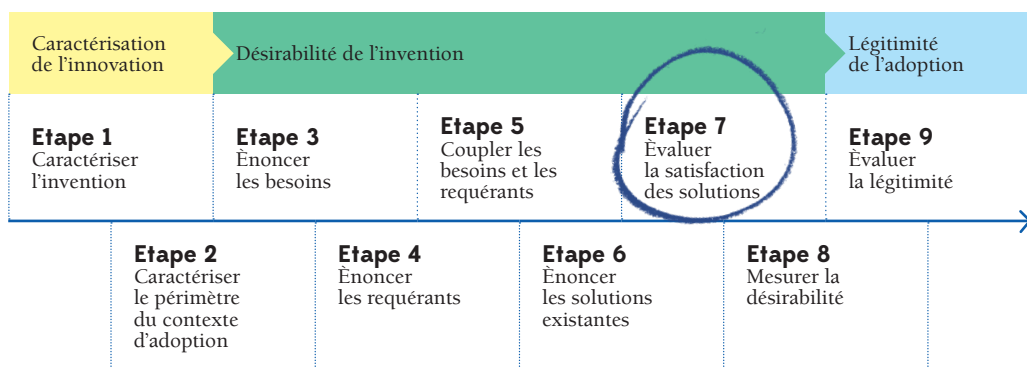 Caractérisation
de l’innovation
Désirabilité de l’invention
Légitimité
de l’adoption
Etape 1
Caractériser
l’invention
Etape 3
Ènoncer
les besoins
Etape 5
Coupler les
besoins et les
requérants
Etape 7
Èvaluer
la satisfaction
des solutions
Etape 9
Èvaluer
la légitimité
Etape 2
Caractériser
le périmètre
du contexte
d’adoption
Etape 4
Ènoncer
les requérants
Etape 6
Ènoncer
les solutions
existantes
Etape 8
Mesurer la
désirabilité